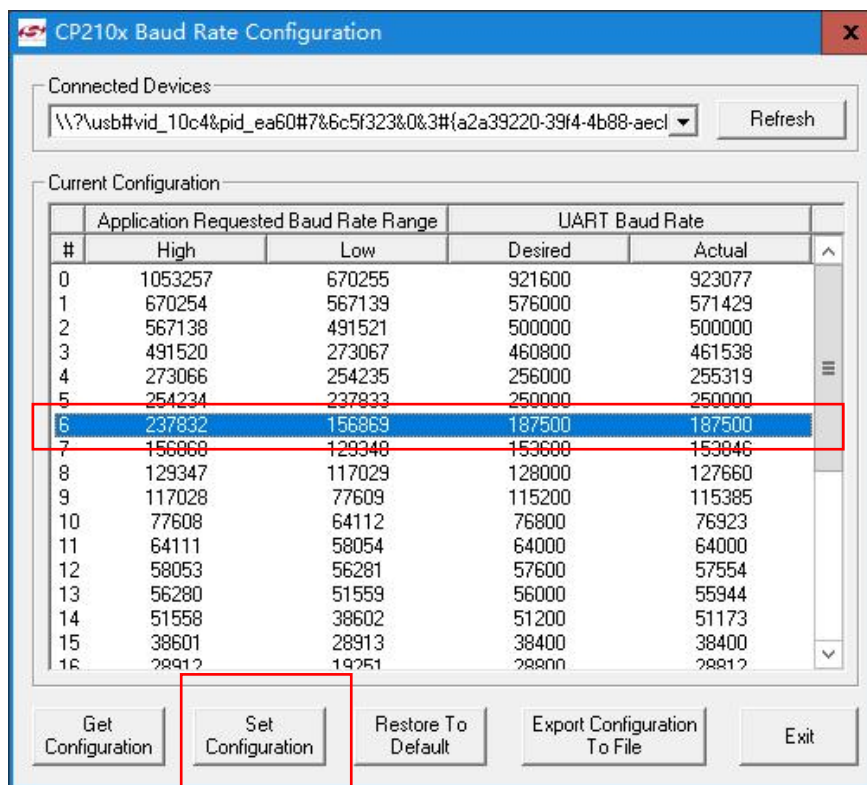 CP210x Baud Rate Configuration
x
Connected Devices
\\?\usb#vid_10c4&pid_ea60#7&6c5f323&0&3#{a2a39220-39f4-4b88-aecl
Refresh
Current Configuration
Application Requested Baud Rate Range UART Baud Rate
# High Low Desired Actual
0 1053257 670255 921600 923077
1 670254 567139 576000 571429
2 567138 491521 500000 500000
3 491520 273067 460800 461538
4 273066 254235 256000 255319
5 254234 237833 250000 250000
6 237832 156869 187500 187500
7 156868 129348 153600 153846
8 129347 117029 128000 127660
9 117028 77609 115200 115385
10 77608 64112 76800 76923
11 64111 58054 64000 64000
12 58053 56281 57600 57554
13 56280 51559 56000 55944
14 51558 38602 51200 51173
15 38601 28913 38400 38400
16 28912 19251 28800 28912
Get Configuration
Set Configuration
Restore To Default
Export Configuration To File
Exit